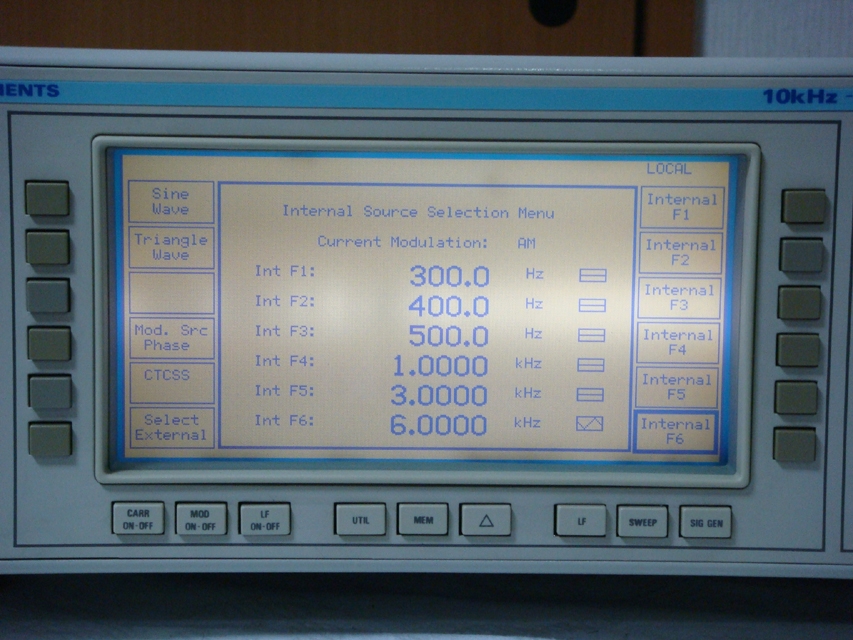 IENTS 10kHz -
LOCAL
Sine Wave
Triangle Wave
Mod. Src Phase
CTCSS
Select External
Internal Source Selection Menu
Current Modulation: AM
Int F1: 300.0 Hz
Int F2: 400.0 Hz
Int F3: 500.0 Hz
Int F4: 1.0000 kHz
Int F5: 3.0000 kHz
Int F6: 6.0000 kHz
Internal F1
Internal F2
Internal F3
Internal F4
Internal F5
Internal F6
CARR ON-OFF
MOD ON-OFF
LF ON-OFF
UTIL
MEM
LF
SWEEP
SIG GEN